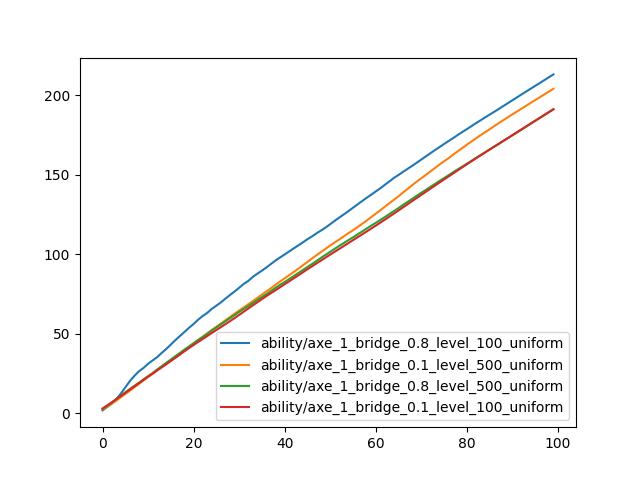 200
150
100
50
0
ability/axe_1_bridge_0.8_level_100_uniform
ability/axe_1_bridge_0.1_level_500_uniform
ability/axe_1_bridge_0.8_level_500_uniform
ability/axe_1_bridge_0.1_level_100_uniform
0 20 40 60 80 100